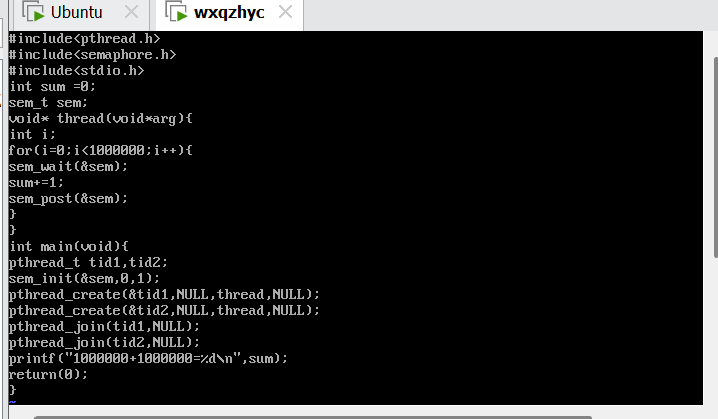 Ubuntu
wxqzhyc
#include<pthread.h>
#include<semaphore.h>
#include<stdio.h>
int sum =0;
sem_t sem;
void* thread(void*arg){
int i;
for(i=0;i<1000000;i++){
sem_wait(&sem);
sum+=1;
sem_post(&sem);
}
}
int main(void){
pthread_t tid1,tid2;
sem_init(&sem,0,1);
pthread_create(&tid1,NULL,thread,NULL);
pthread_create(&tid2,NULL,thread,NULL);
pthread_join(tid1,NULL);
pthread_join(tid2,NULL);
printf("1000000+1000000=%d\n",sum);
return(0);
}
~